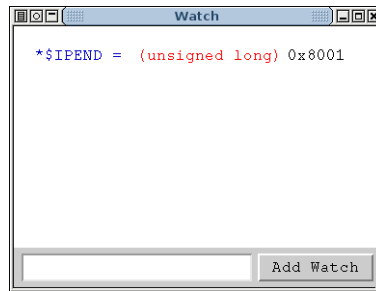 Watch
*$IPEND = (unsigned long) 0x8001
Add Watch